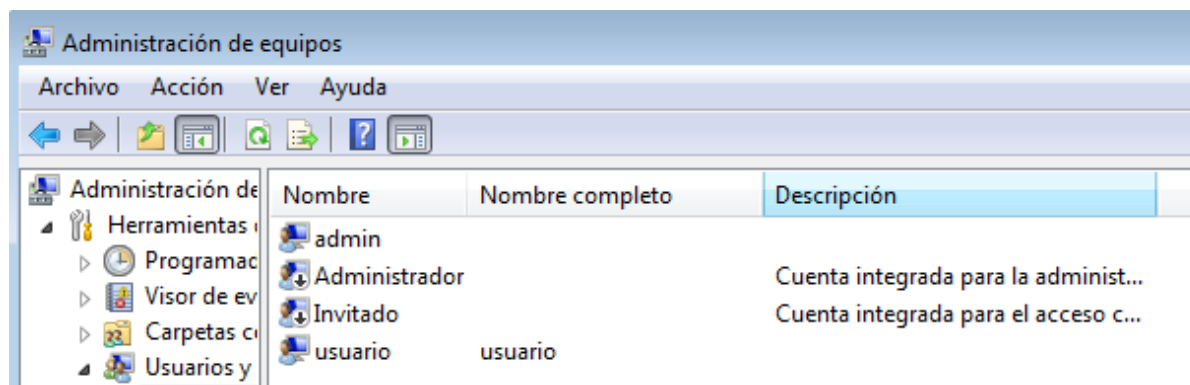 Administración de equipos
Archivo Acción Ver Ayuda
Administración de
Herramientas
Programac
Visor de ev
Carpetas c
Usuarios y
Nombre Nombre completo Descripción
admin
Administrador Cuenta integrada para la administ...
Invitado Cuenta integrada para el acceso c...
usuario usuario